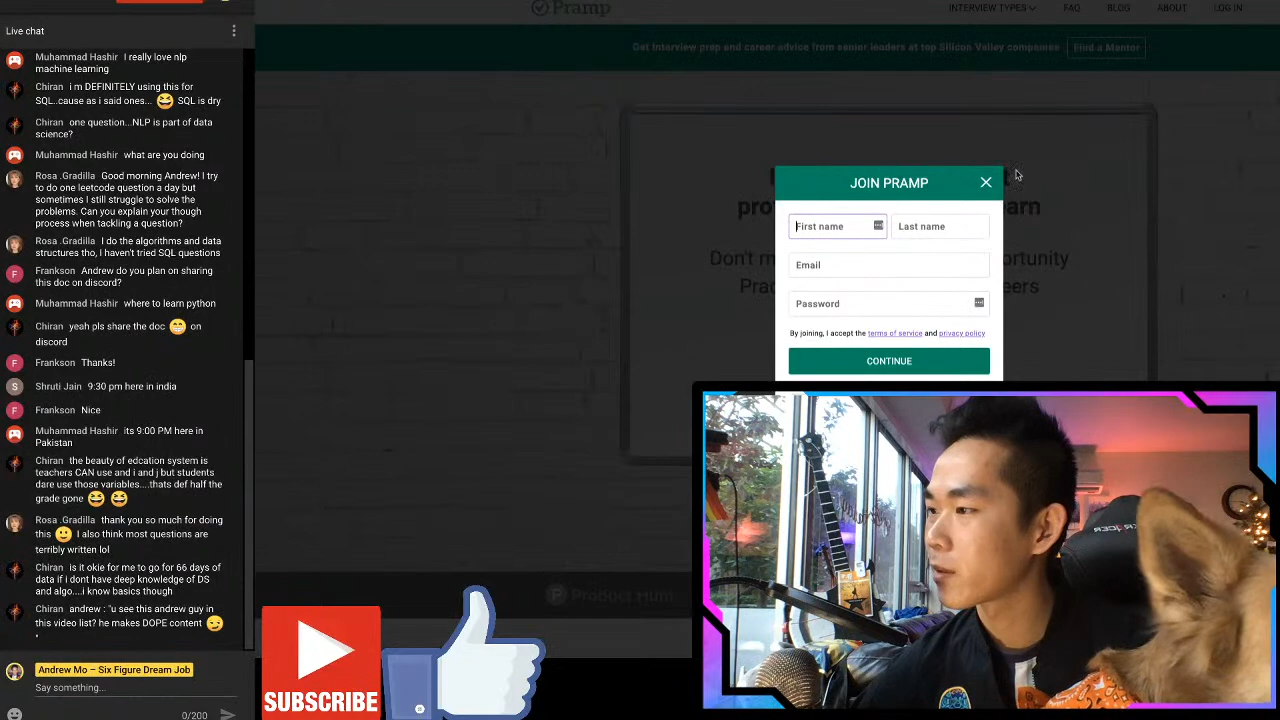 Live chat
Muhammad Hashir I really love nlp
machine learning
Chiran i m DEFINITELY using this for
SQL..cause as i said ones... SQL is dry
Chiran one question...NLP is part of data
science?
Muhammad Hashir what are you doing
Rosa .Gradilla Good morning Andrew! I try
to do one leetcode question a day but
sometimes I still struggle to solve the
problems. Can you explain your though
process when tackling a question?
Rosa .Gradilla I do the algorithms and data
structures tho, I haven't tried SQL questions
F Frankson Andrew do you plan on sharing
this doc on discord?
Muhammad Hashir where to learn python
Chiran yeah pls share the doc on
discord
F Frankson Thanks!
S Shruti Jain 9:30 pm here in india
F Frankson Nice
Muhammad Hashir its 9:00 PM here in
Pakistan
Chiran the beauty of edcation system is
teachers CAN use and i and j but students
dare use those variables....thats def half the
grade gone
Rosa .Gradilla thank you so much for doing
this I also think most questions are
terribly written lol
Chiran is it okie for me to go for 66 days of
data if i dont have deep knowledge of DS
and algo....i know basics though
Chiran andrew : "u see this andrew guy in
this video list? he makes DOPE content
"
Andrew Mo – Six Figure Dream Job
Say something...
0/200
Pramp
INTERVIEW TYPES FAQ BLOG ABOUT LOG IN
Get interview prep and career advice from senior leaders at top Silicon Valley companies Find a Mentor
JOIN PRAMP
pro earn
First name Last name
Don't m ortunity
Email
Prac eers
Password
By joining, I accept the terms of service and privacy policy
CONTINUE
Product Hunt
SUBSCRIBE